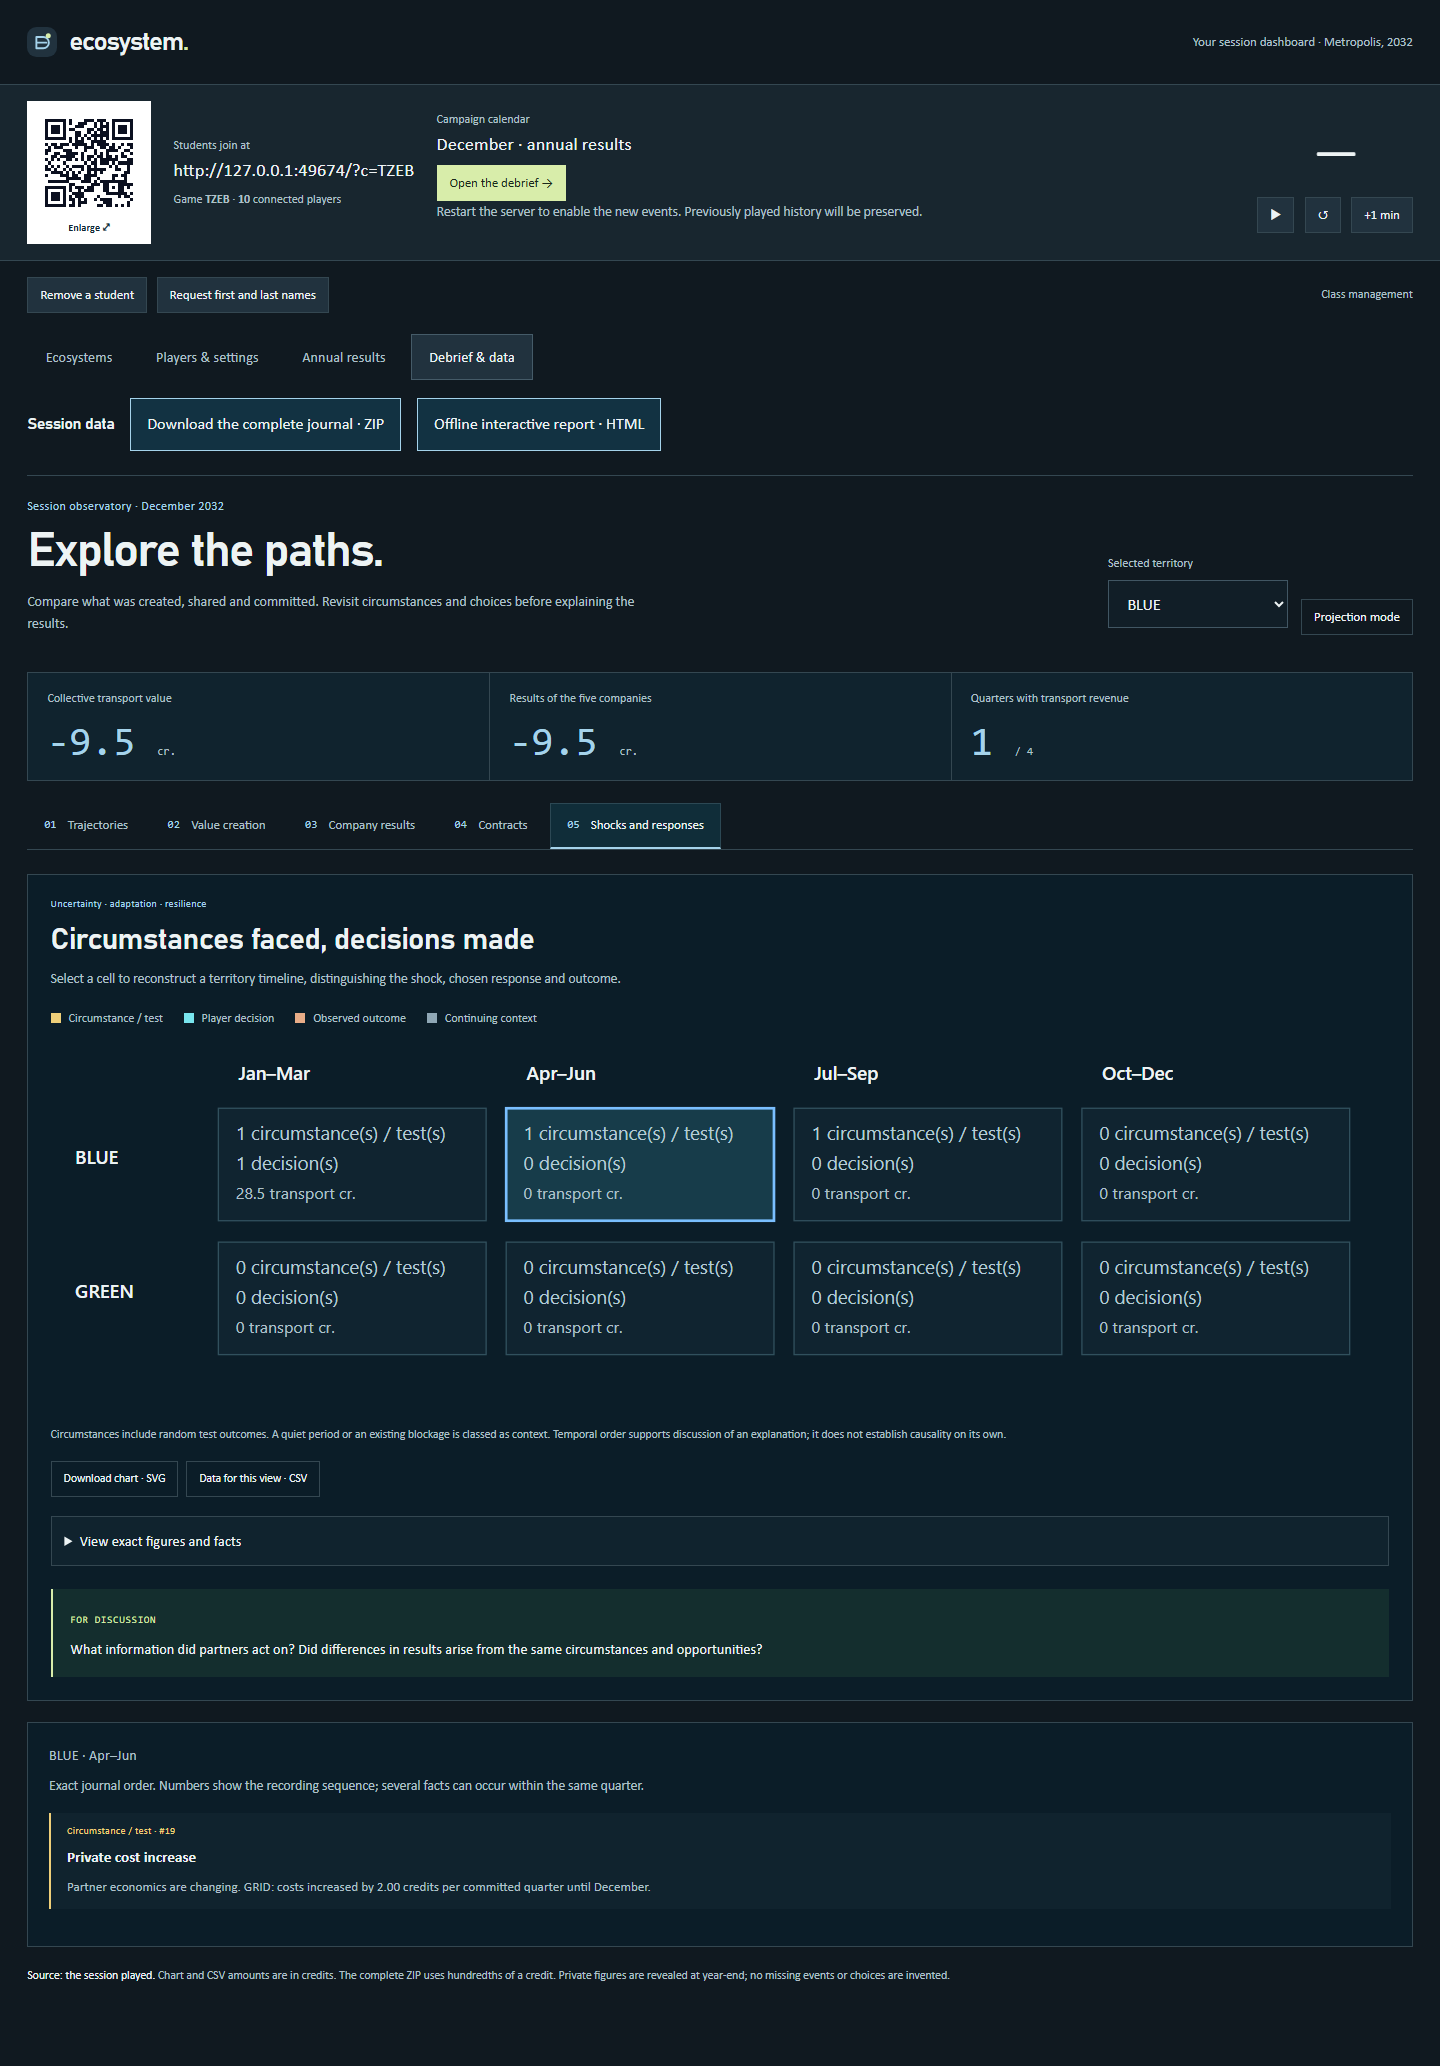 ecosystem.
Your session dashboard · Metropolis, 2032
Enlarge ⤢
Students join at
http://127.0.0.1:49674/?c=TZEB
Game TZEB · 10 connected players
Campaign calendar
December · annual results
Open the debrief →
Restart the server to enable the new events. Previously played history will be preserved.
—
▶ ↺ +1 min
Remove a student
Request first and last names
Class management
Ecosystems
Players & settings
Annual results
Debrief & data
Session data
Download the complete journal · ZIP
Offline interactive report · HTML
Session observatory · December 2032
Explore the paths.
Compare what was created, shared and committed. Revisit circumstances and choices before explaining the
results.
Selected territory
BLUE
Projection mode
Collective transport value
-9.5 cr.
Results of the five companies
-9.5 cr.
Quarters with transport revenue
1 / 4
01 Trajectories
02 Value creation
03 Company results
04 Contracts
05 Shocks and responses
Uncertainty · adaptation · resilience
Circumstances faced, decisions made
Select a cell to reconstruct a territory timeline, distinguishing the shock, chosen response and outcome.
Circumstance / test
Player decision
Observed outcome
Continuing context
Jan–Mar
Apr–Jun
Jul–Sep
Oct–Dec
BLUE
1 circumstance(s) / test(s)
1 decision(s)
28.5 transport cr.
1 circumstance(s) / test(s)
0 decision(s)
0 transport cr.
1 circumstance(s) / test(s)
0 decision(s)
0 transport cr.
0 circumstance(s) / test(s)
0 decision(s)
0 transport cr.
GREEN
0 circumstance(s) / test(s)
0 decision(s)
0 transport cr.
0 circumstance(s) / test(s)
0 decision(s)
0 transport cr.
0 circumstance(s) / test(s)
0 decision(s)
0 transport cr.
0 circumstance(s) / test(s)
0 decision(s)
0 transport cr.
Circumstances include random test outcomes. A quiet period or an existing blockage is classed as context. Temporal order supports discussion of an explanation; it does not establish causality on its own.
Download chart · SVG
Data for this view · CSV
▶ View exact figures and facts
FOR DISCUSSION
What information did partners act on? Did differences in results arise from the same circumstances and opportunities?
BLUE · Apr–Jun
Exact journal order. Numbers show the recording sequence; several facts can occur within the same quarter.
Circumstance / test · #19
Private cost increase
Partner economics are changing. GRID: costs increased by 2.00 credits per committed quarter until December.
Source: the session played. Chart and CSV amounts are in credits. The complete ZIP uses hundredths of a credit. Private figures are revealed at year-end; no missing events or choices are invented.